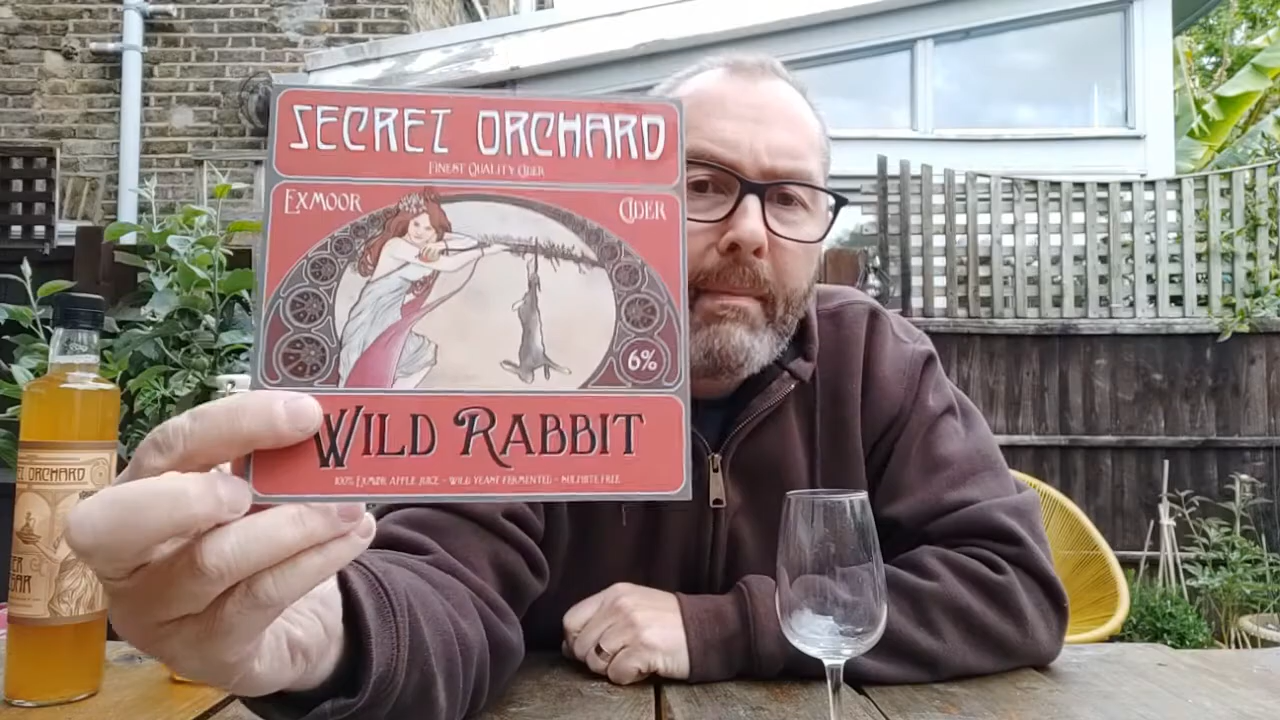 SECRET ORCHARD
FINEST QUALITY CIDER
EXMOOR
CIDER
6%
WILD RABBIT
100% EXMOOR APPLE JUICE - WILD YEAST FERMENTED - SULPHITE FREE
ORCHARD